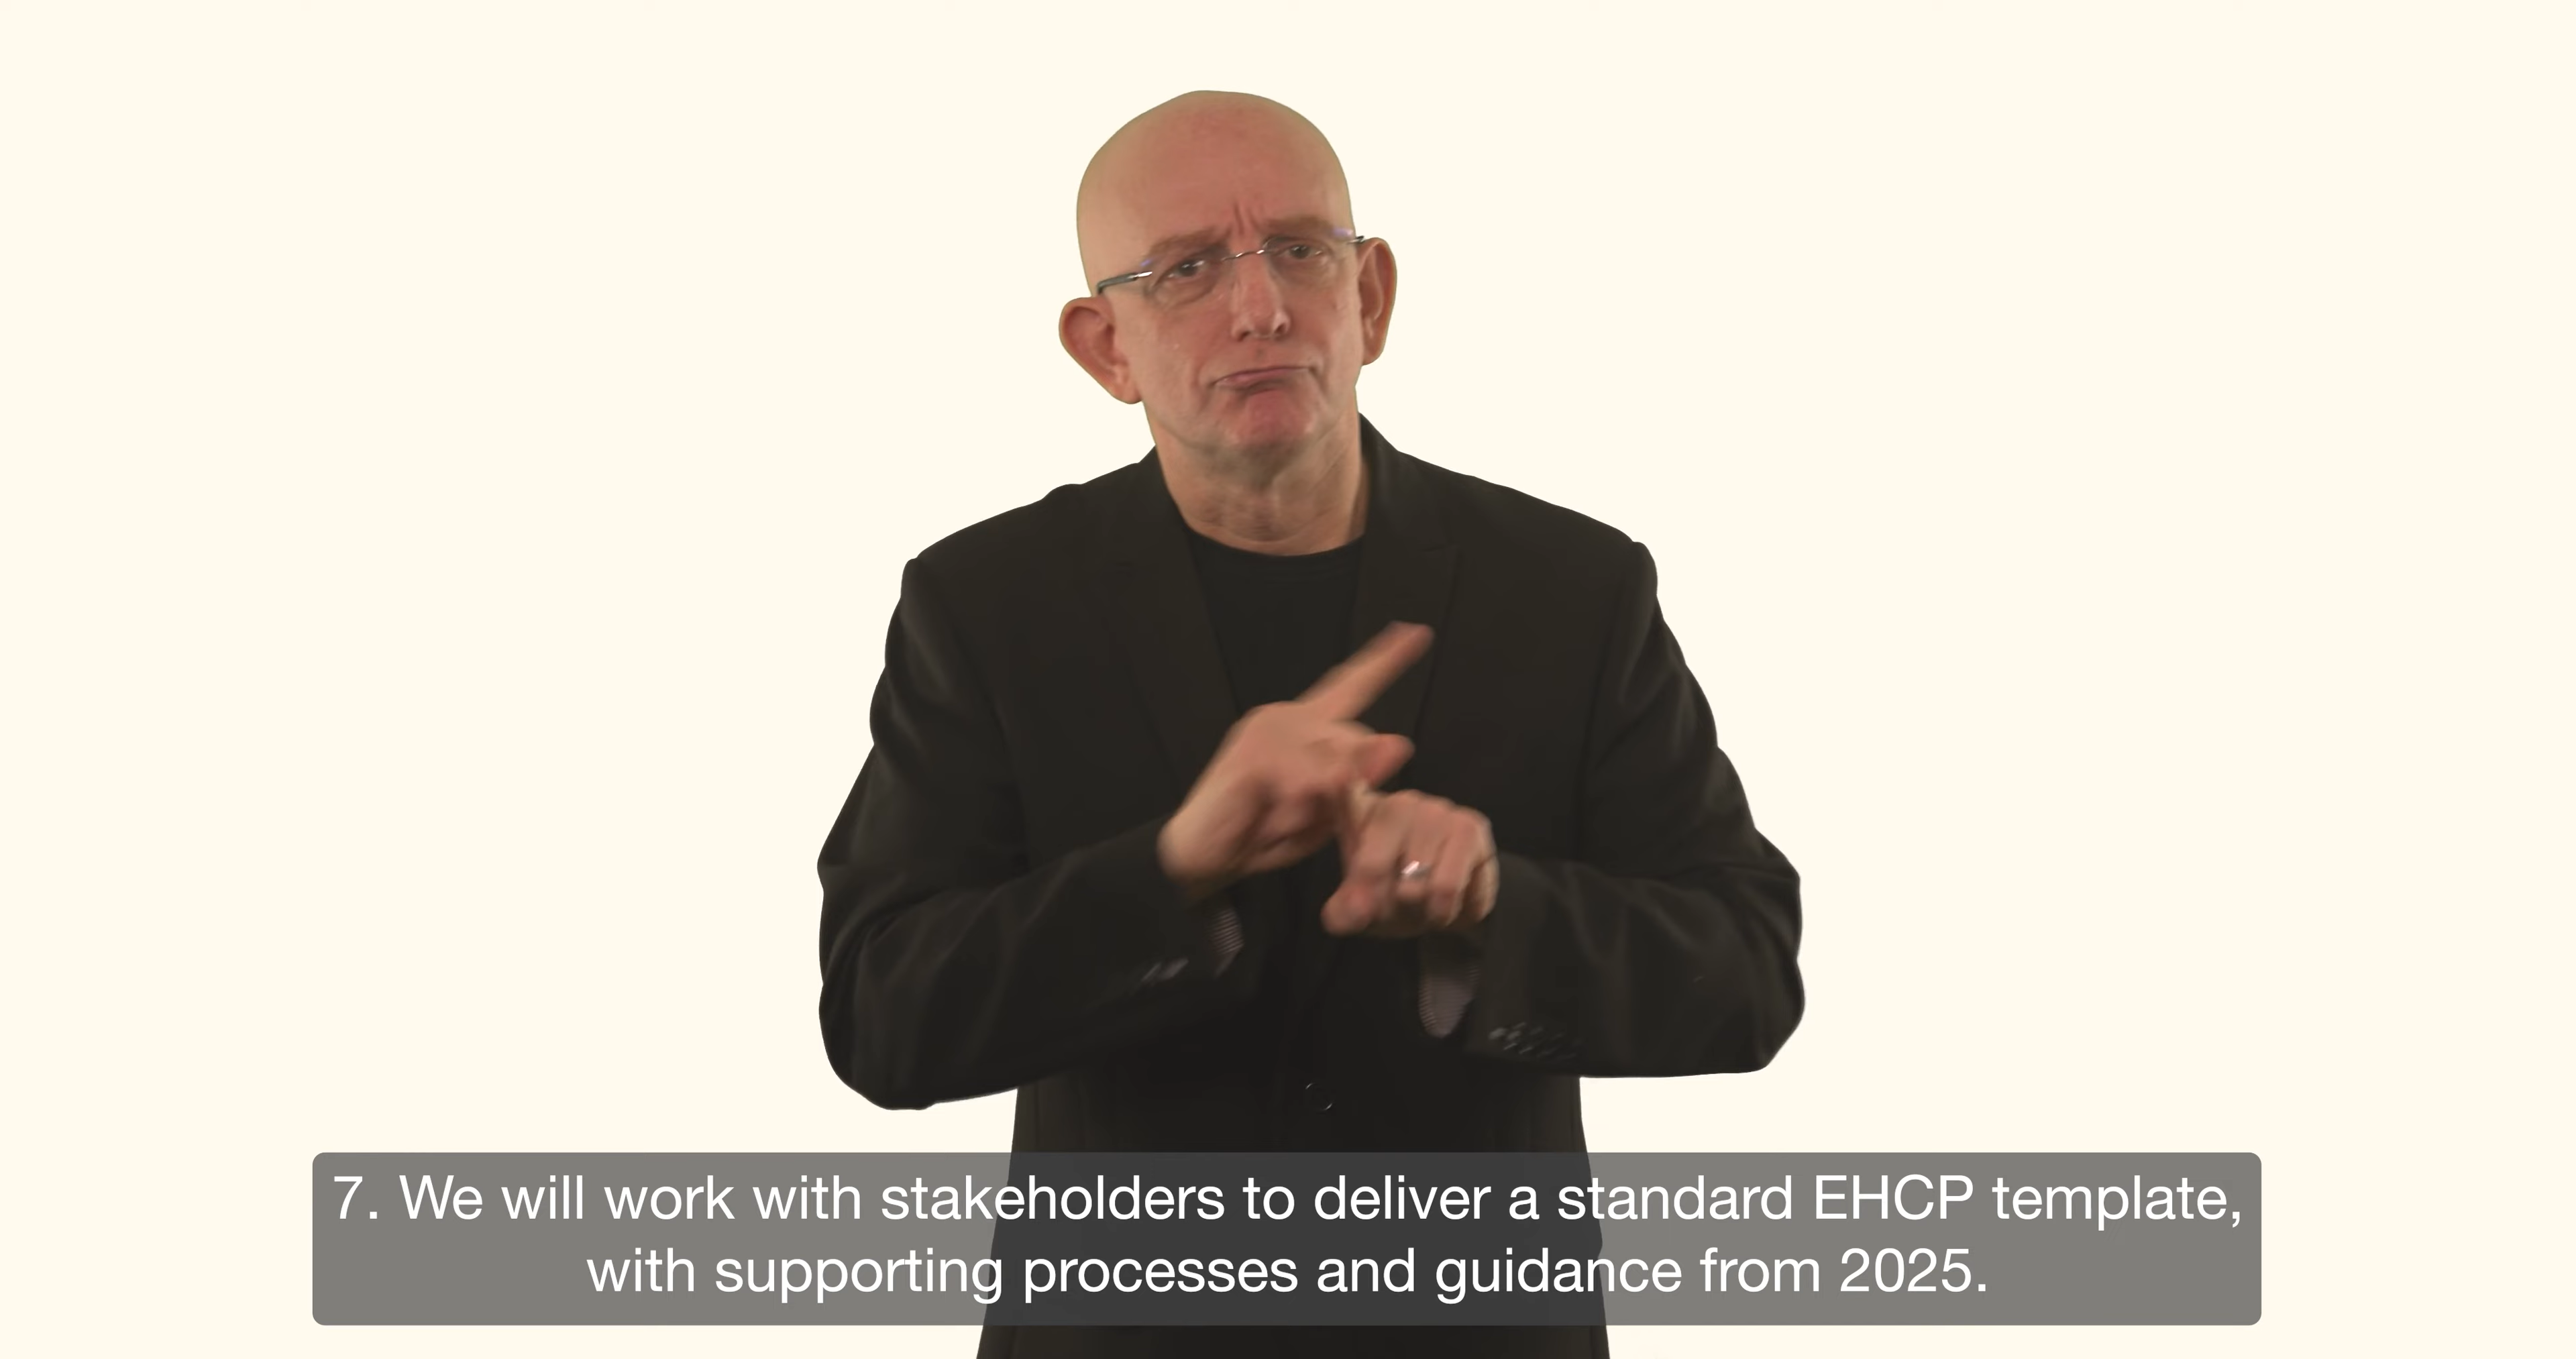 7. We will work with stakeholders to deliver a standard EHCP template,
with supporting processes and guidance from 2025.